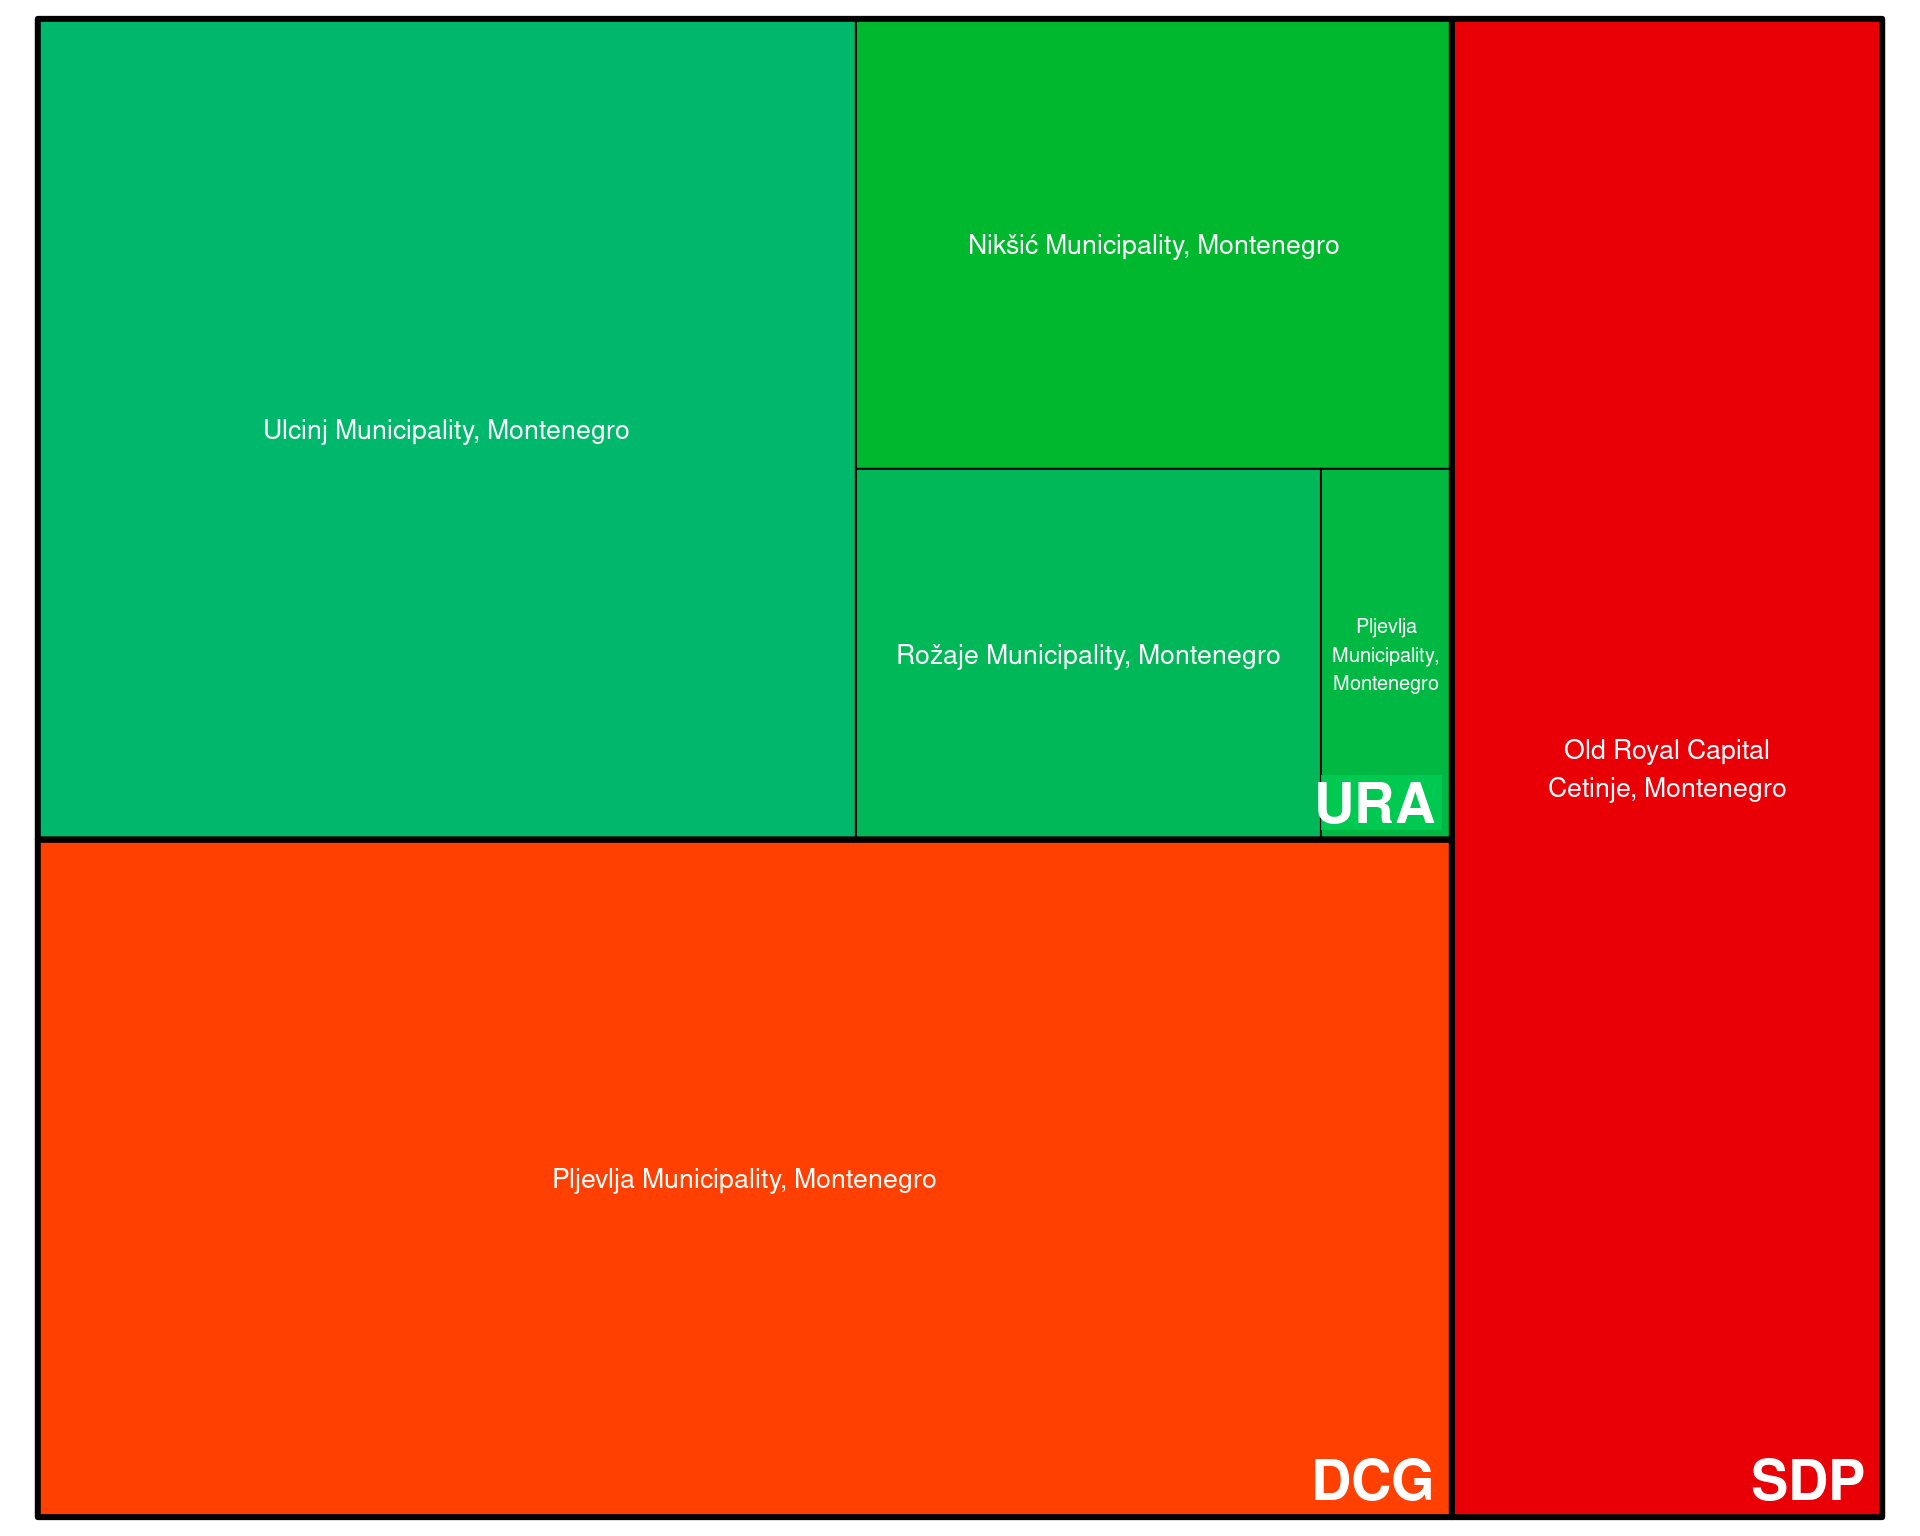 Ulcinj Municipality, Montenegro
Nikšić Municipality, Montenegro
Rožaje Municipality, Montenegro
Pljevlja
Municipality,
Montenegro
URA
Old Royal Capital
Cetinje, Montenegro
Pljevlja Municipality, Montenegro
DCG
SDP